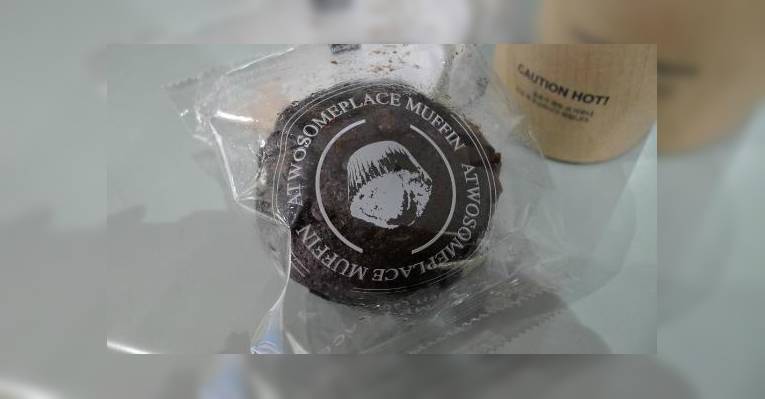 ATWOSOMEPLACE MUFFIN
ATWOSOMEPLACE MUFFIN
CAUTION HOT!